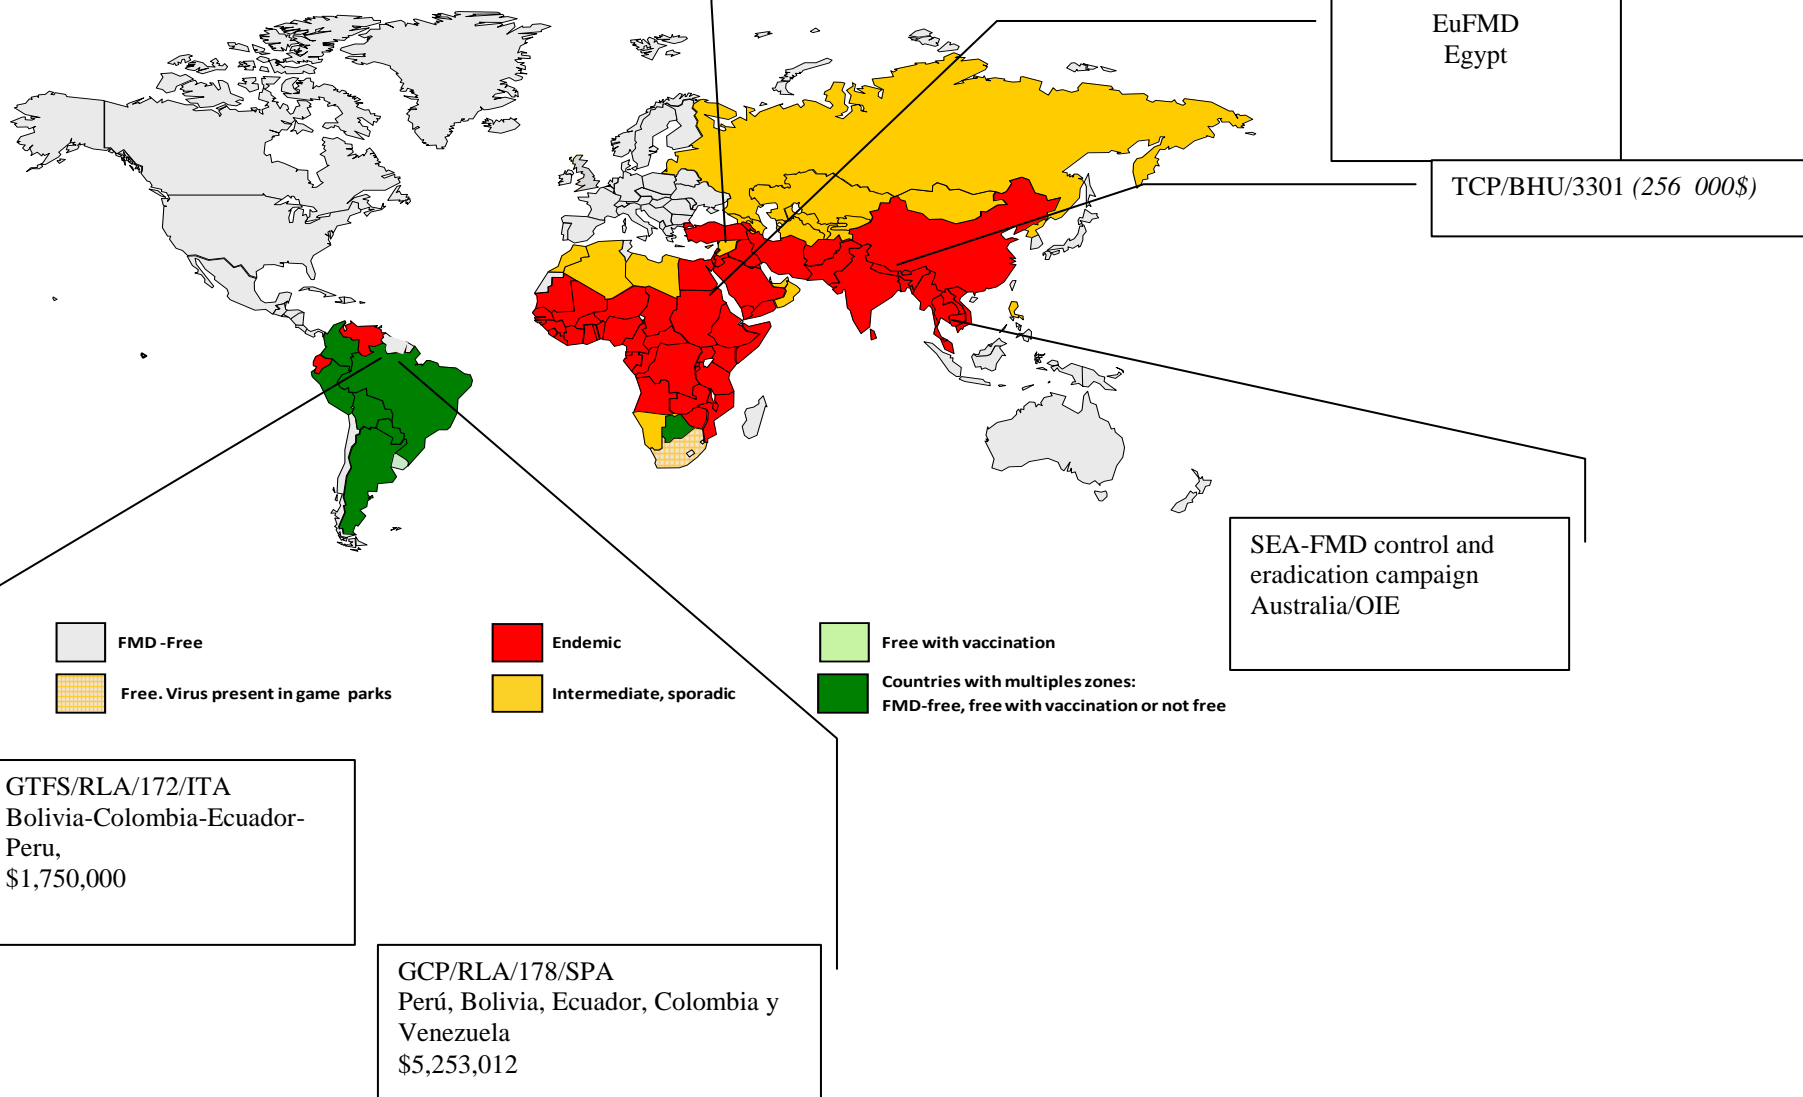 EuFMD
Egypt
TCP/BHU/3301 (256 000$)
SEA-FMD control and
eradication campaign
Australia/OIE
FMD -Free
Endemic
Free with vaccination
Free. Virus present in game parks
Intermediate, sporadic
Countries with multiples zones:
FMD-free, free with vaccination or not free
GTFS/RLA/172/ITA
Bolivia-Colombia-Ecuador-
Peru,
$1,750,000
GCP/RLA/178/SPA
Perú, Bolivia, Ecuador, Colombia y
Venezuela
$5,253,012